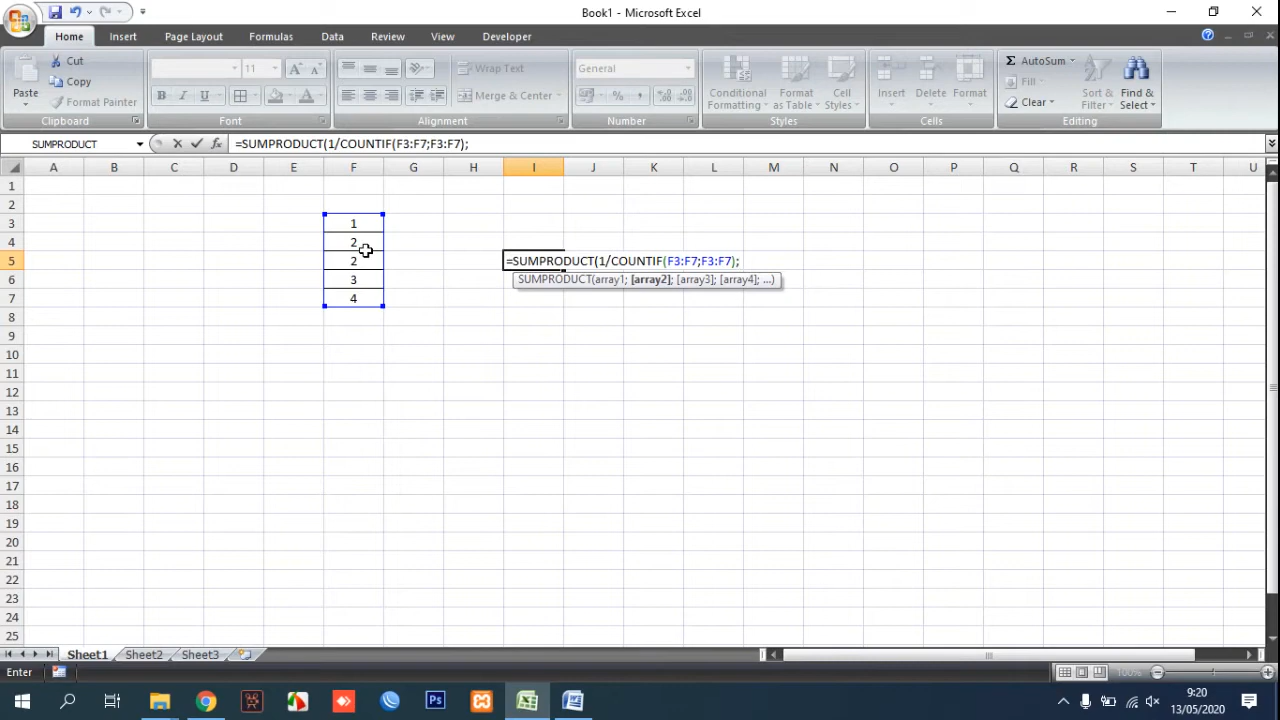 Book1 - Microsoft Excel
Home Insert Page Layout Formulas Data Review View Developer
Cut
Copy
Format Painter
Paste
Clipboard
11
Font
Wrap Text
Merge & Center
Alignment
General
Number
Conditional Formatting
Format as Table
Cell Styles
Styles
Insert
Delete
Format
Cells
AutoSum
Fill
Clear
Sort & Filter
Find & Select
Editing
SUMPRODUCT =SUMPRODUCT(1/COUNTIF(F3:F7;F3:F7);
A B C D E F G H I J K L M N O P Q R S T U
1
2
3 1
4 2
5 2 =SUMPRODUCT(1/COUNTIF(F3:F7;F3:F7);
6 3 SUMPRODUCT(array1; [array2]; [array3]; [array4]; ...)
7 4
8
9
10
11
12
13
14
15
16
17
18
19
20
21
22
23
24
25
Sheet1 Sheet2 Sheet3
Enter 100%
Ps
9:20
13/05/2020